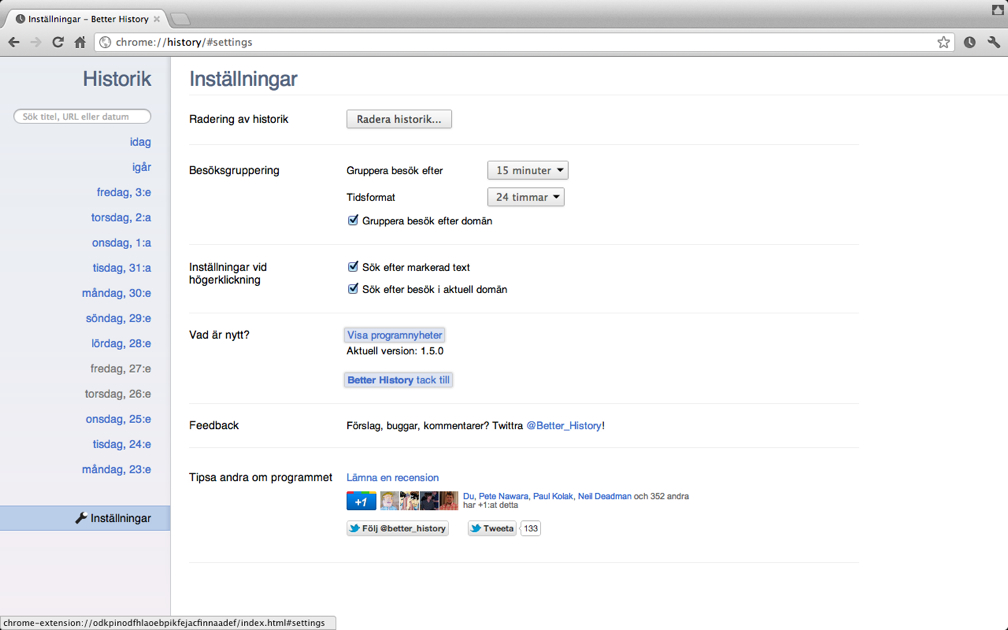 Inställningar – Better History
chrome://history/#settings
Historik
Sök titel, URL eller datum
idag
igår
fredag, 3:e
torsdag, 2:a
onsdag, 1:a
tisdag, 31:a
måndag, 30:e
söndag, 29:e
lördag, 28:e
fredag, 27:e
torsdag, 26:e
onsdag, 25:e
tisdag, 24:e
måndag, 23:e
Inställningar
Inställningar
Radering av historik
Radera historik...
Besöksgruppering
Gruppera besök efter
15 minuter
Tidsformat
24 timmar
Gruppera besök efter domän
Inställningar vid
högerklickning
Sök efter markerad text
Sök efter besök i aktuell domän
Vad är nytt?
Visa programnyheter
Aktuell version: 1.5.0
Better History tack till
Feedback
Förslag, buggar, kommentarer? Twittra @Better_History!
Tipsa andra om programmet
Lämna en recension
+1
Du, Pete Nawara, Paul Kolak, Neil Deadman och 352 andra
har +1:at detta
Följ @better_history
Tweeta
133
chrome-extension://odkpinodfhlaoebpikfejacfinnaadef/index.html#settings